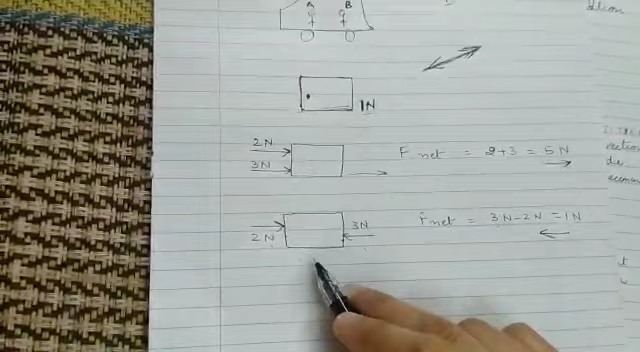 A B
1N
2N
3N
F net = 2+3 = 5N
2N
3N
Fnet = 3N-2N = 1N